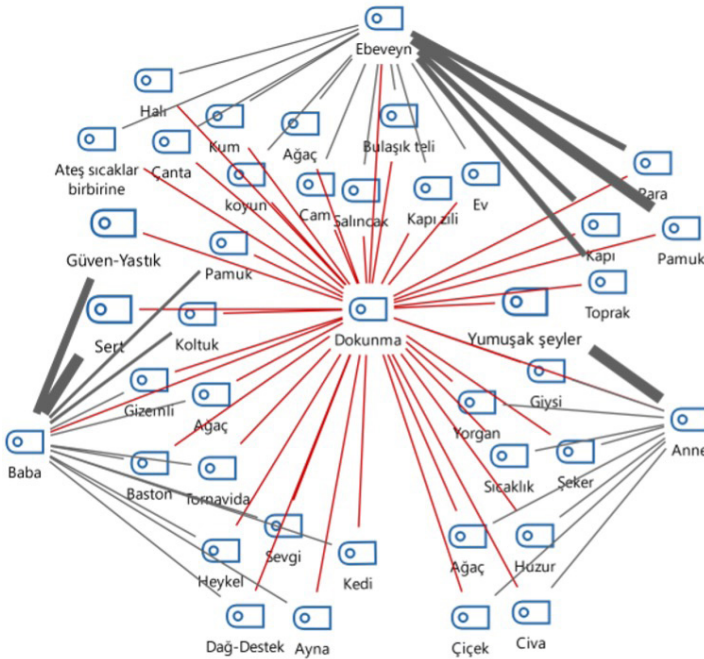 Ebeveyn
Halı
Kum
Ağaç
Bulaşık teli
Ateş sıcaklar
birbirine
Çanta
koyun
Cam
Salıncak
Kapı zili
Ev
Para
Güven-Yastık
Pamuk
Kapı
Pamuk
Sert
Koltuk
Dokunma
Yumuşak şeyler
Toprak
Gizemli
Ağaç
Giysi
Yorgan
Baba
Anne
Baston
Tornavida
Sıcaklık
Şeker
Heykel
Sevgi
Kedi
Ağaç
Huzur
Dağ-Destek
Ayna
Çiçek
Civa